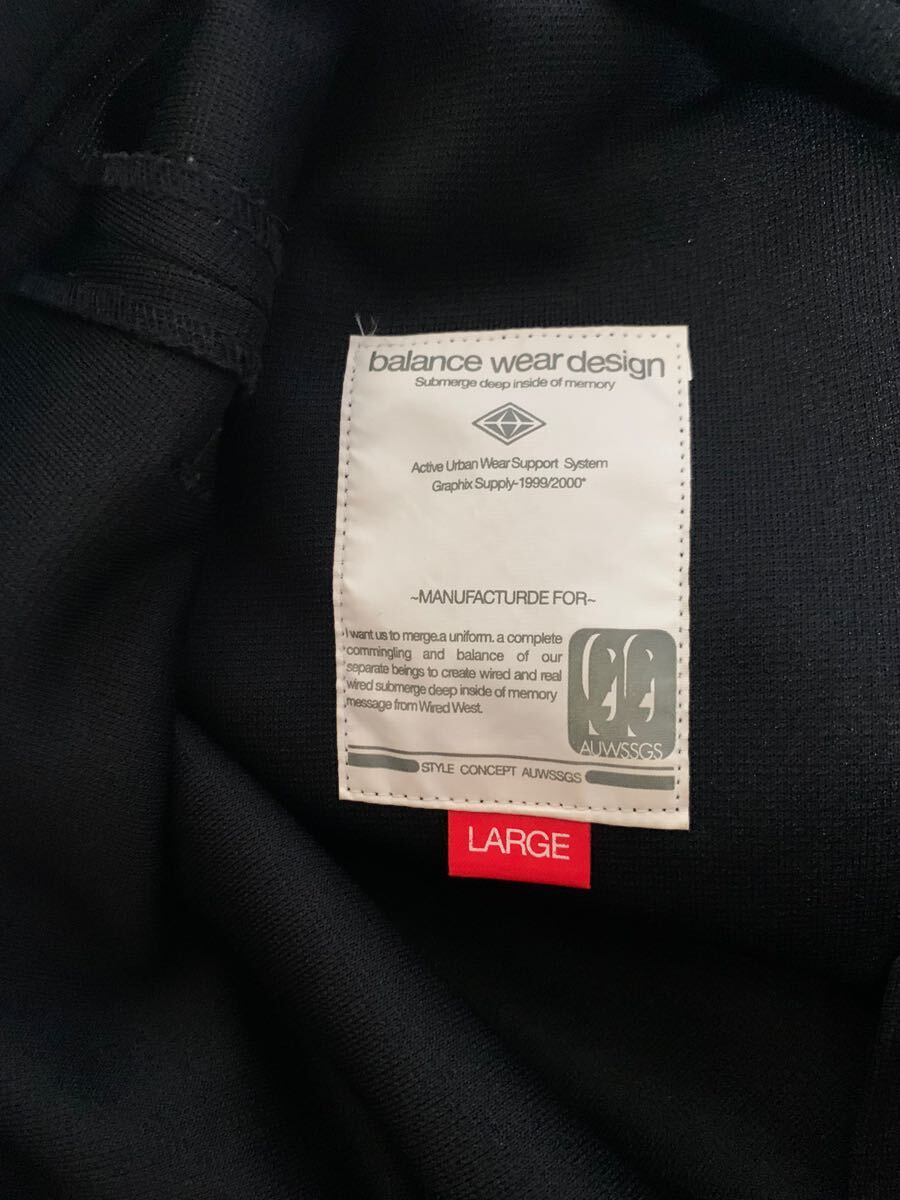 balance wear design
Submerge deep inside of memory
Active Urban Wear Support System
Graphix Supply-1999/2000*
~MANUFACTURDE FOR~
I want us to merge.a uniform. a complete
commingling and balance of our
separate beings to create wired and real
wired submerge deep inside of memory
message from Wired West.
AUWSSGS
STYLE CONCEPT AUWSSGS
LARGE